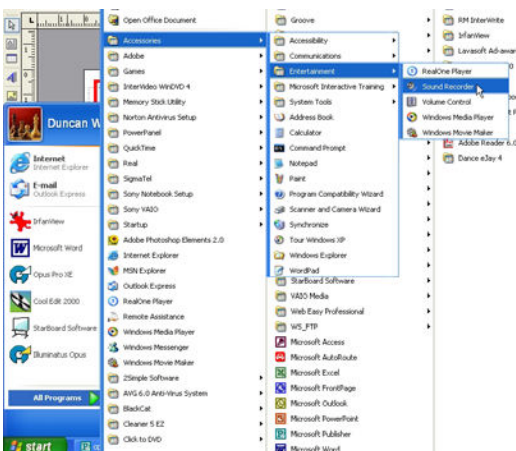 L
Duncan W
Internet
Internet Explorer
E-mail
Outlook Express
IrfanView
Microsoft Word
Opus Pro XE
Cool Edit 2000
StarBoard Software
Illuminatus Opus
All Programs
start
Open Office Document
Accessories
Adobe
Games
InterVideo WinDVD 4
Memory Stick Utility
Norton Antivirus Setup
PowerPanel
QuickTime
Real
SigmaTel
Sony Notebook Setup
Sony VAIO
Startup
Adobe Photoshop Elements 2.0
Internet Explorer
MSN Explorer
Outlook Express
RealOne Player
Remote Assistance
Windows Media Player
Windows Messenger
Windows Movie Maker
2Simple Software
AVG 6.0 Anti-Virus System
BlackCat
Cleaner 5 EZ
Click to DVD
Groove
Accessibility
Communications
Entertainment
Microsoft Interactive Training
System Tools
Address Book
Calculator
Command Prompt
Notepad
Paint
Program Compatibility Wizard
Scanner and Camera Wizard
Synchronize
Tour Windows XP
Windows Explorer
WordPad
StarBoard Software
VAIO Media
Web Easy Professional
WS_FTP
Microsoft Access
Microsoft AutoRoute
Microsoft Excel
Microsoft FrontPage
Microsoft Outlook
Microsoft PowerPoint
Microsoft Publisher
Microsoft Word
RM InterWrite
IrfanView
Lavasoft Ad-aware
RealOne Player
Sound Recorder
Volume Control
Windows Media Player
Windows Movie Maker
Adobe Reader 6.0
Dance eJay 4